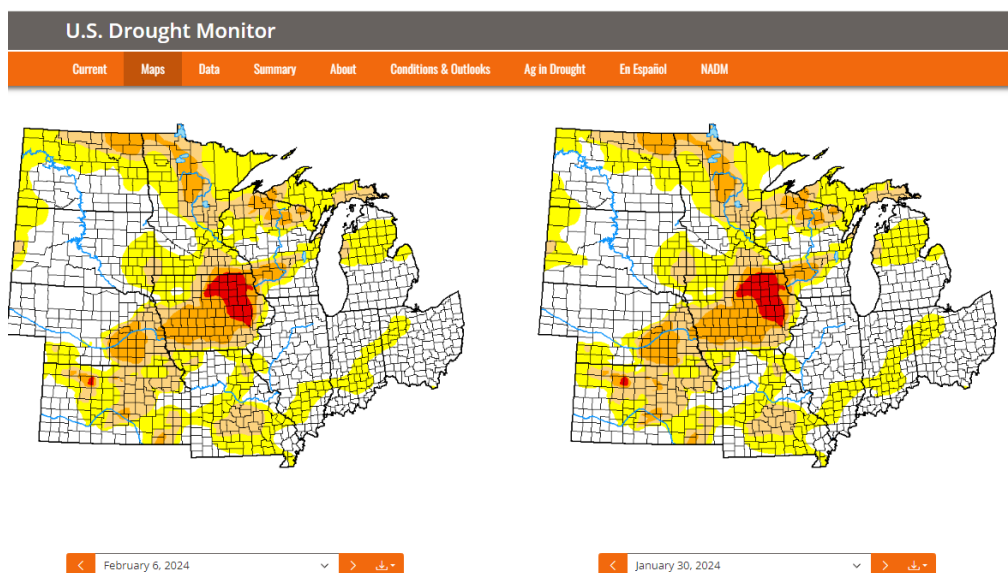 U.S. Drought Monitor
Current Maps Data Summary About Conditions & Outlooks Ag in Drought En Español NADM
February 6, 2024 January 30, 2024